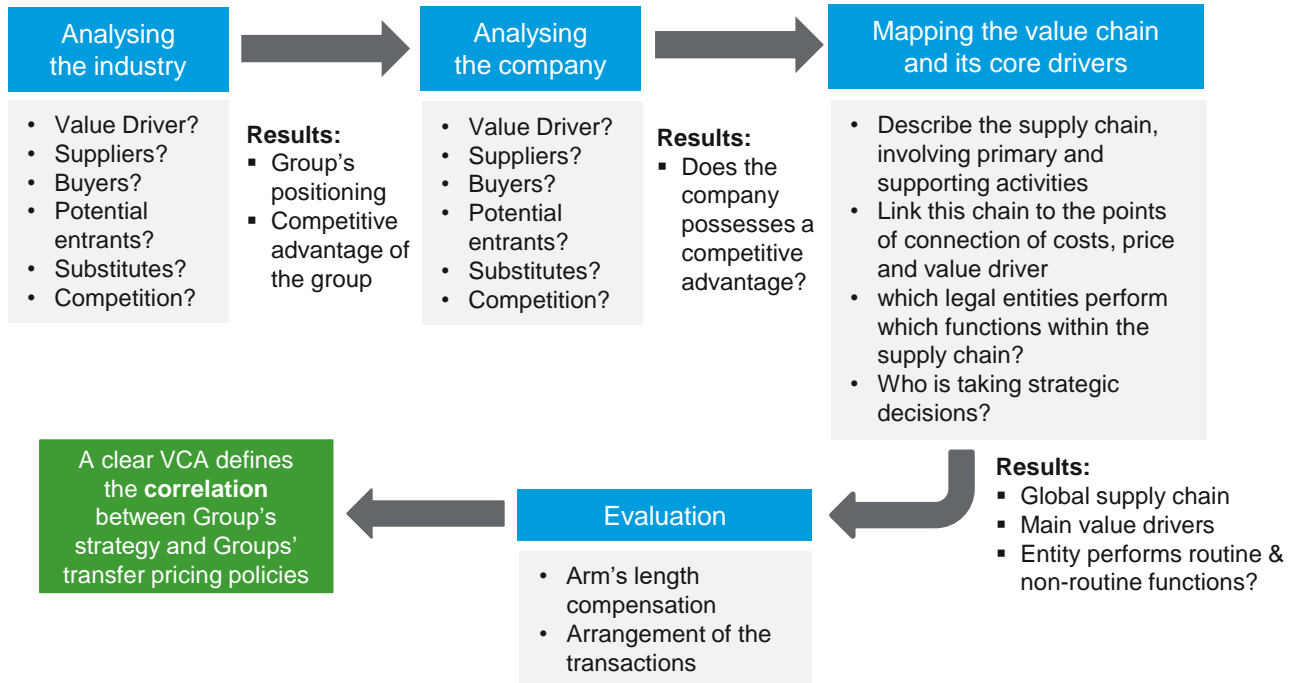 Analysing
the industry
• Value Driver?
• Suppliers?
• Buyers?
• Potential
entrants?
• Substitutes?
• Competition?
Results:
▪ Group's
positioning
▪ Competitive
advantage of
the group
Analysing
the company
• Value Driver?
• Suppliers?
• Buyers?
• Potential
entrants?
• Substitutes?
• Competition?
Results:
▪ Does the
company
possesses a
competitive
advantage?
Mapping the value chain
and its core drivers
• Describe the supply chain,
involving primary and
supporting activities
• Link this chain to the points
of connection of costs, price
and value driver
• which legal entities perform
which functions within the
supply chain?
• Who is taking strategic
decisions?
Results:
▪ Global supply chain
▪ Main value drivers
▪ Entity performs routine &
non-routine functions?
Evaluation
• Arm's length
compensation
• Arrangement of the
transactions
A clear VCA defines
the correlation
between Group's
strategy and Groups'
transfer pricing policies